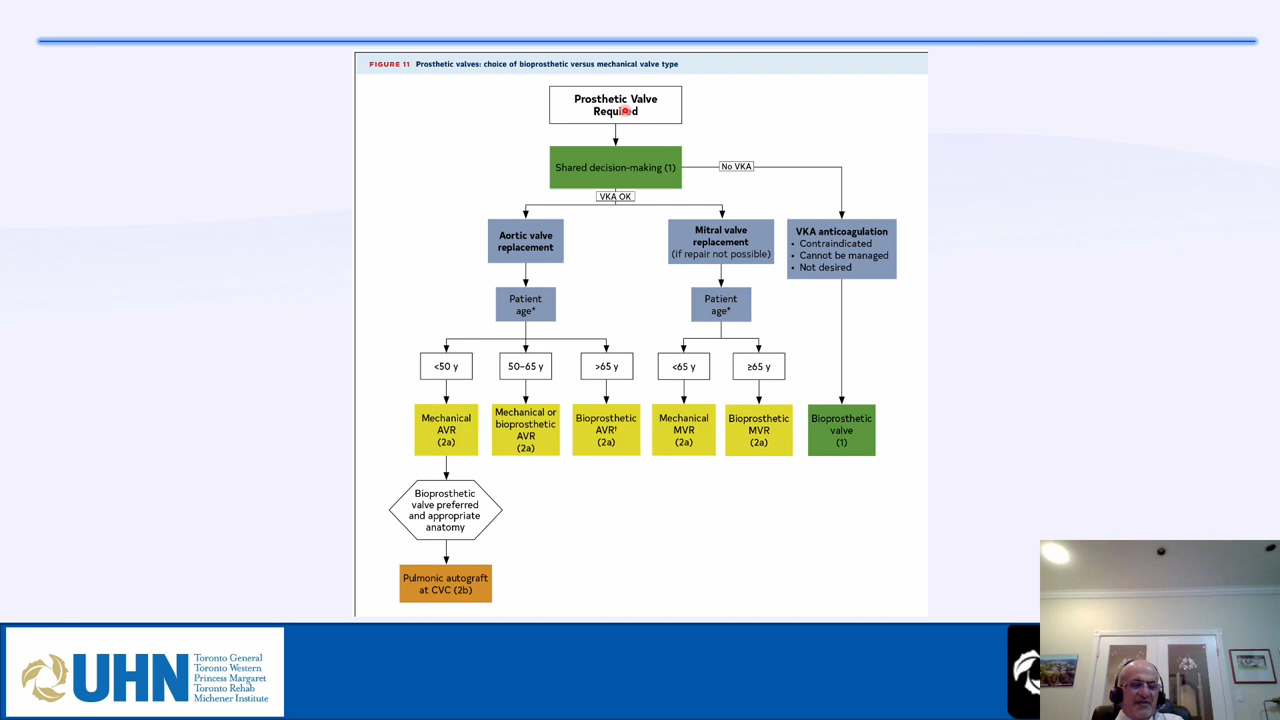 FIGURE 11 Prosthetic valves: choice of bioprosthetic versus mechanical valve type
Prosthetic Valve
Required
Shared decision-making (1)
No VKA
VKA OK
Aortic valve
replacement
Mitral valve
replacement
(if repair not possible)
VKA anticoagulation
• Contraindicated
• Cannot be managed
• Not desired
Patient
age*
Patient
age*
<50 y
50–65 y
>65 y
<65 y
≥65 y
Mechanical
AVR
(2a)
Mechanical or
bioprosthetic
AVR
(2a)
Bioprosthetic
AVR†
(2a)
Mechanical
MVR
(2a)
Bioprosthetic
MVR
(2a)
Bioprosthetic
valve
(1)
Bioprosthetic
valve preferred
and appropriate
anatomy
Pulmonic autograft
at CVC (2b)
UHN
Toronto General
Toronto Western
Princess Margaret
Toronto Rehab
Michener Institute